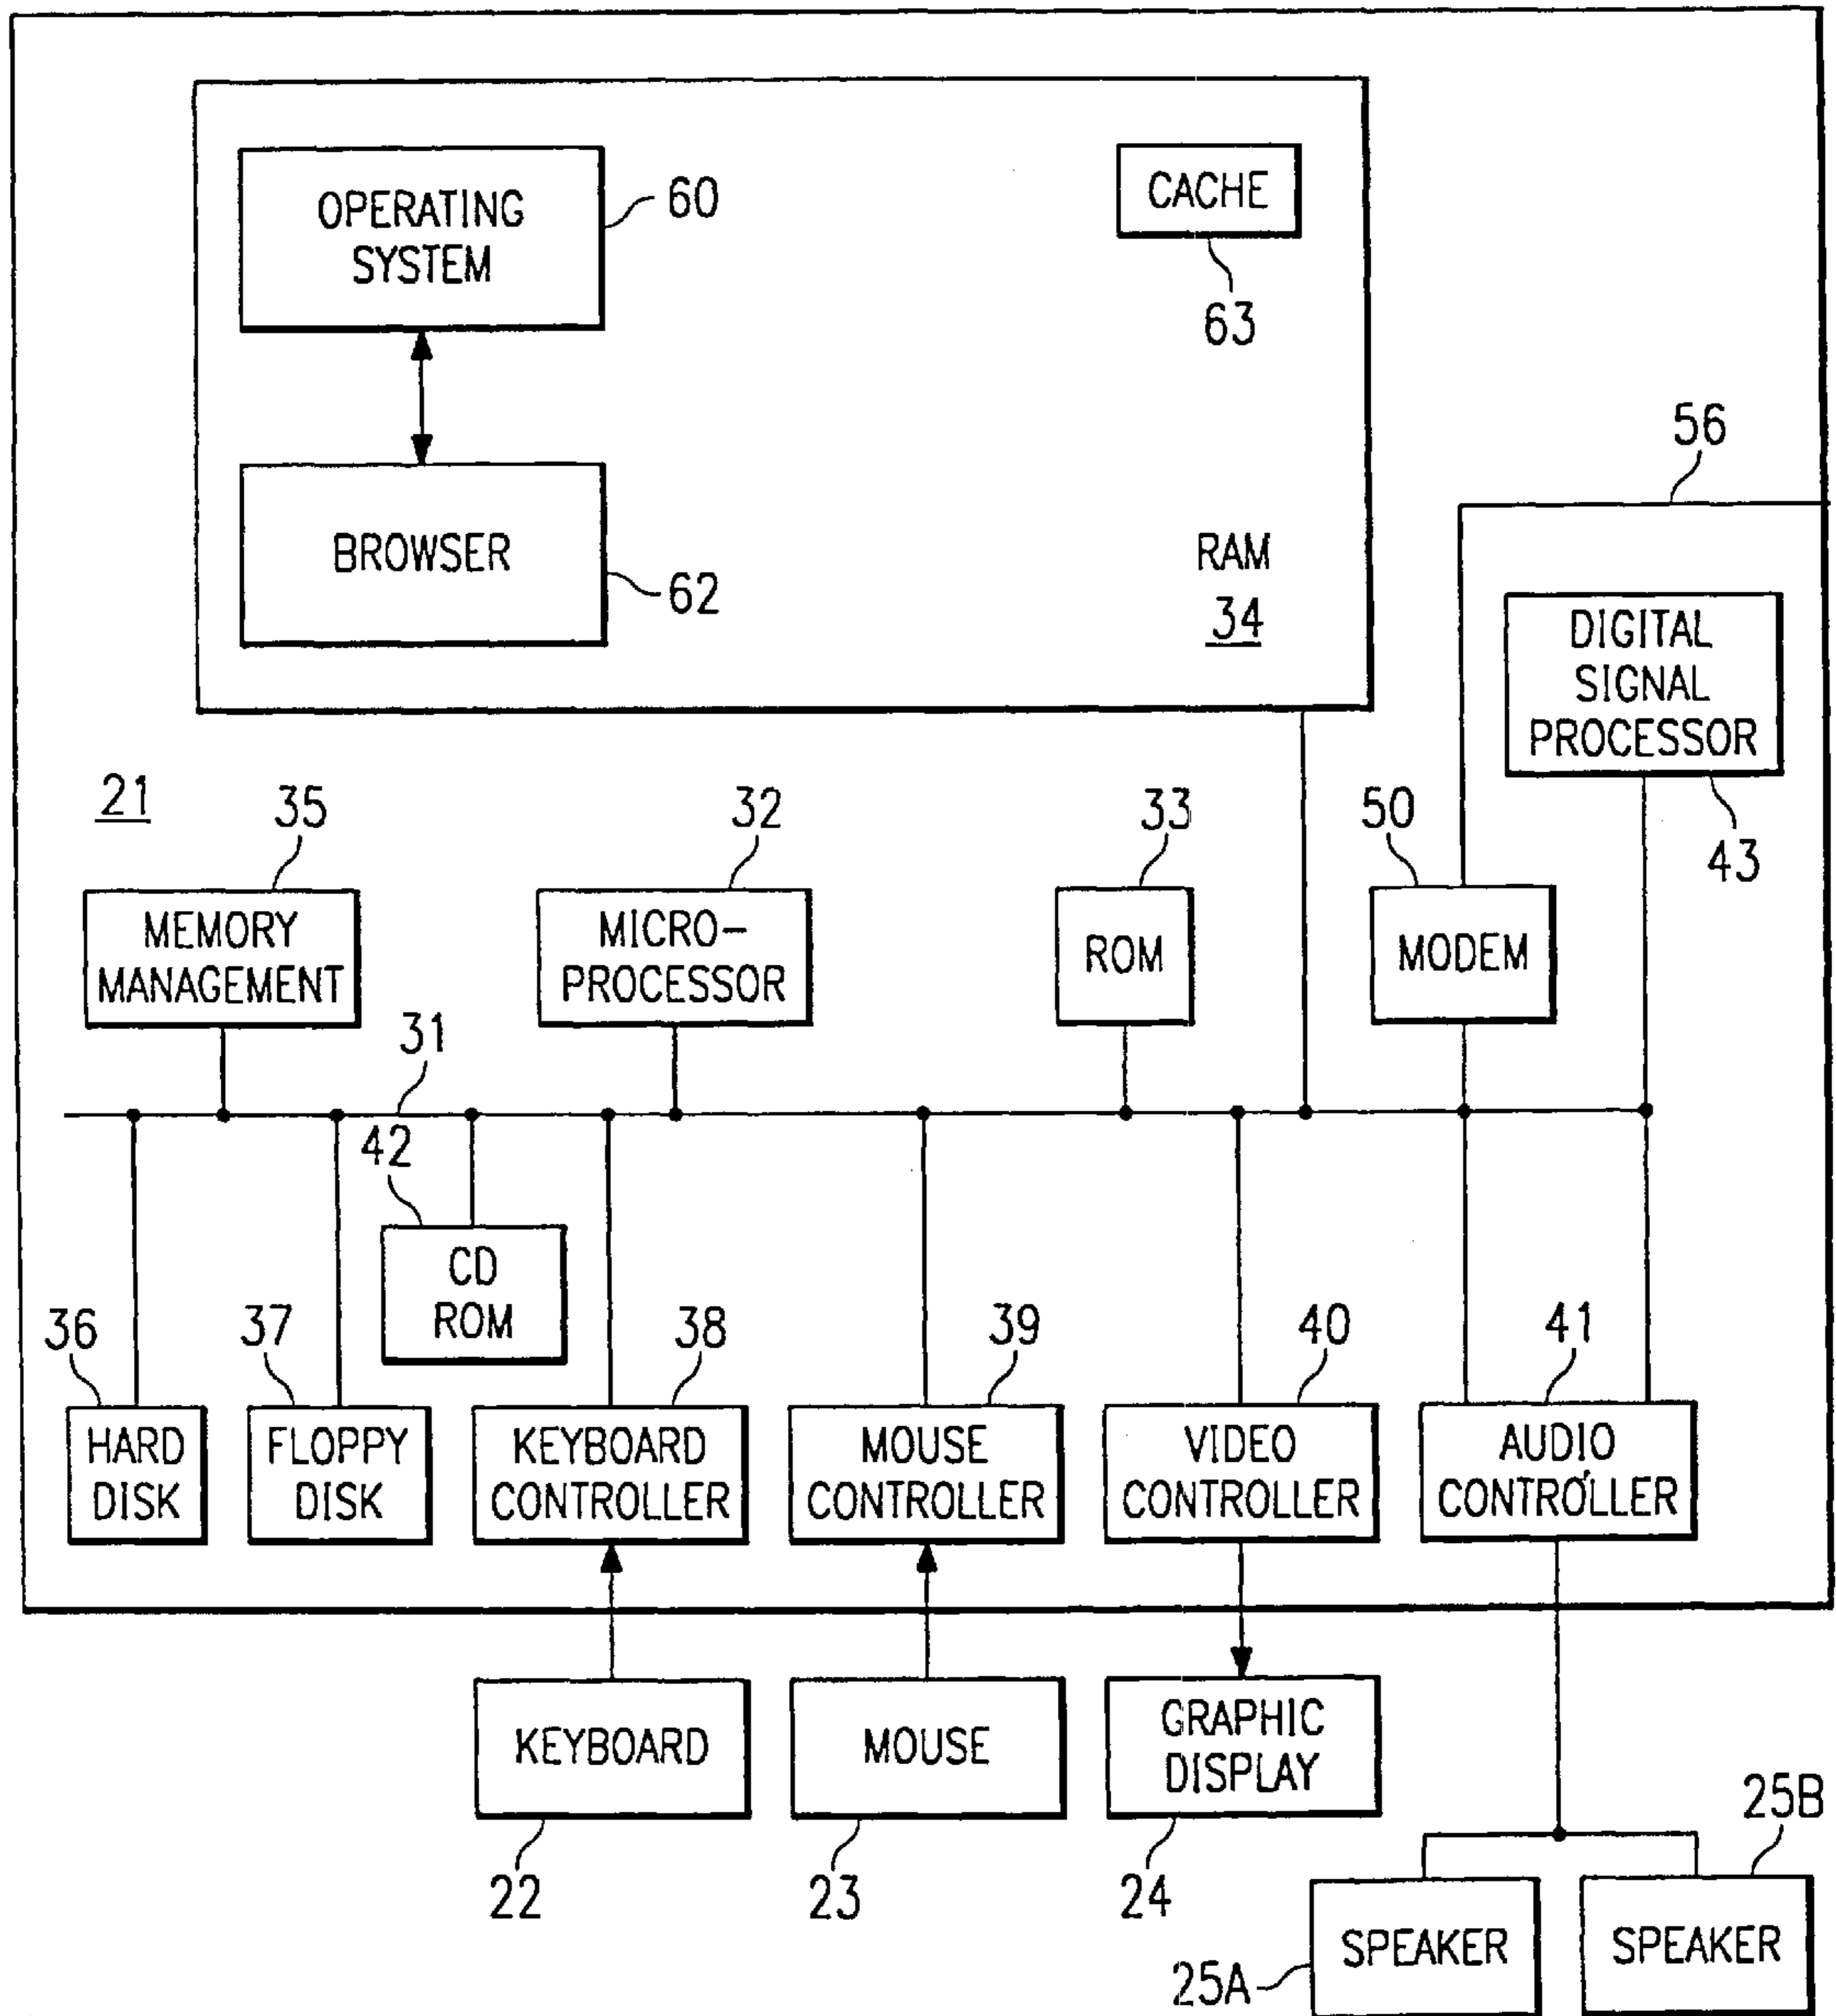 OPERATING
SYSTEM
60
CACHE
63
BROWSER
62
RAM
34
56
DIGITAL
SIGNAL
PROCESSOR
43
21
35
MEMORY
MANAGEMENT
32
MICRO-
PROCESSOR
33
ROM
50
MODEM
31
42
CD
ROM
36
HARD
DISK
37
FLOPPY
DISK
38
KEYBOARD
CONTROLLER
39
MOUSE
CONTROLLER
40
VIDEO
CONTROLLER
41
AUDIO
CONTROLLER
KEYBOARD
22
MOUSE
23
GRAPHIC
DISPLAY
24
25B
SPEAKER
25A
SPEAKER